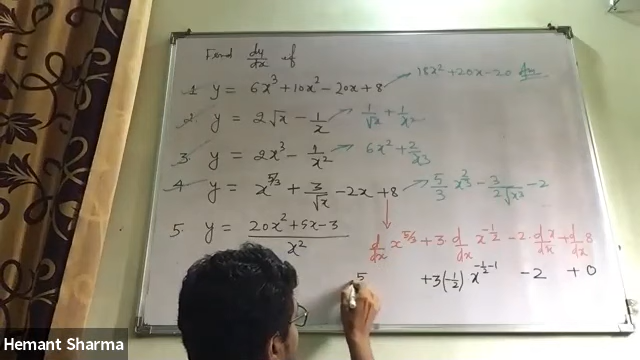 Find dy/dx of
1. y = 6x³ + 10x² - 20x + 8 → 18x² + 20x - 20
2. y = 2√x - 1/x → 1/√x + 1/x²
3. y = 2x³ - 1/x² → 6x² + 2/x³
4. y = x^(5/3) + 3/√x - 2x + 8 → 5/3 x^(2/3) - 3/(2√x³) - 2
5. y = (20x² + 5x - 3)/x²
d/dx x^(5/3) + 3·d/dx x^(-1/2) - 2·d/dx x + d/dx 8
5 + 3(-1/2) x^(-1/2 - 1) - 2 + 0
Hemant Sharma